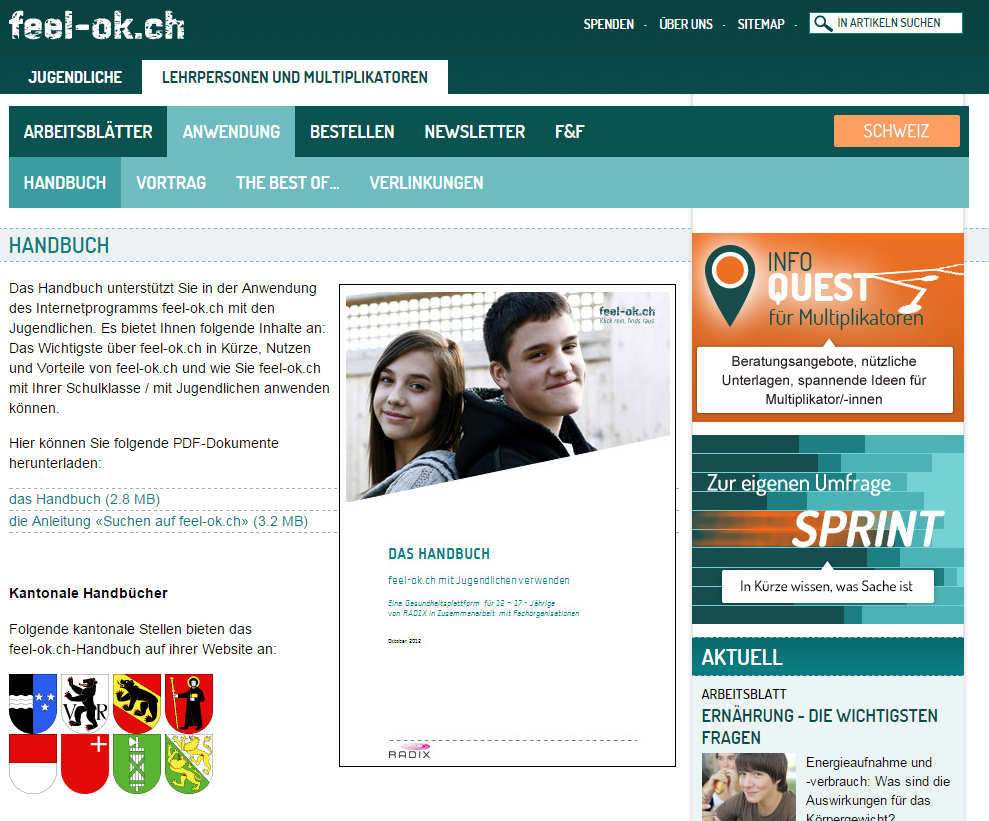 feel-ok.ch
SPENDEN · ÜBER UNS · SITEMAP ·
IN ARTIKELN SUCHEN
JUGENDLICHE
LEHRPERSONEN UND MULTIPLIKATOREN
ARBEITSBLÄTTER
ANWENDUNG
BESTELLEN
NEWSLETTER
F&F
SCHWEIZ
HANDBUCH
VORTRAG
THE BEST OF...
VERLINKUNGEN
HANDBUCH
Das Handbuch unterstützt Sie in der Anwendung
des Internetprogramms feel-ok.ch mit den
Jugendlichen. Es bietet Ihnen folgende Inhalte an:
Das Wichtigste über feel-ok.ch in Kürze, Nutzen
und Vorteile von feel-ok.ch und wie Sie feel-ok.ch
mit Ihrer Schulklasse / mit Jugendlichen anwenden
können.
Hier können Sie folgende PDF-Dokumente
herunterladen:
das Handbuch (2.8 MB)
die Anleitung «Suchen auf feel-ok.ch» (3.2 MB)
Kantonale Handbücher
Folgende kantonale Stellen bieten das
feel-ok.ch-Handbuch auf ihrer Website an:
V R
feel-ok.ch
Klick rein, finds raus.
DAS HANDBUCH
feel-ok.ch mit Jugendlichen verwenden
Eine Gesundheitsplattform für 12 - 17 - Jährige
von RADIX in Zusammenarbeit mit Fachorganisationen
Oktober 2012
RADIX
INFO
QUEST
für Multiplikatoren
Beratungsangebote, nützliche
Unterlagen, spannende Ideen für
Multiplikator/-innen
Zur eigenen Umfrage
SPRINT
In Kürze wissen, was Sache ist
AKTUELL
ARBEITSBLATT
ERNÄHRUNG - DIE WICHTIGSTEN
FRAGEN
Energieaufnahme und
-verbrauch: Was sind die
Auswirkungen für das
Körpergewicht?